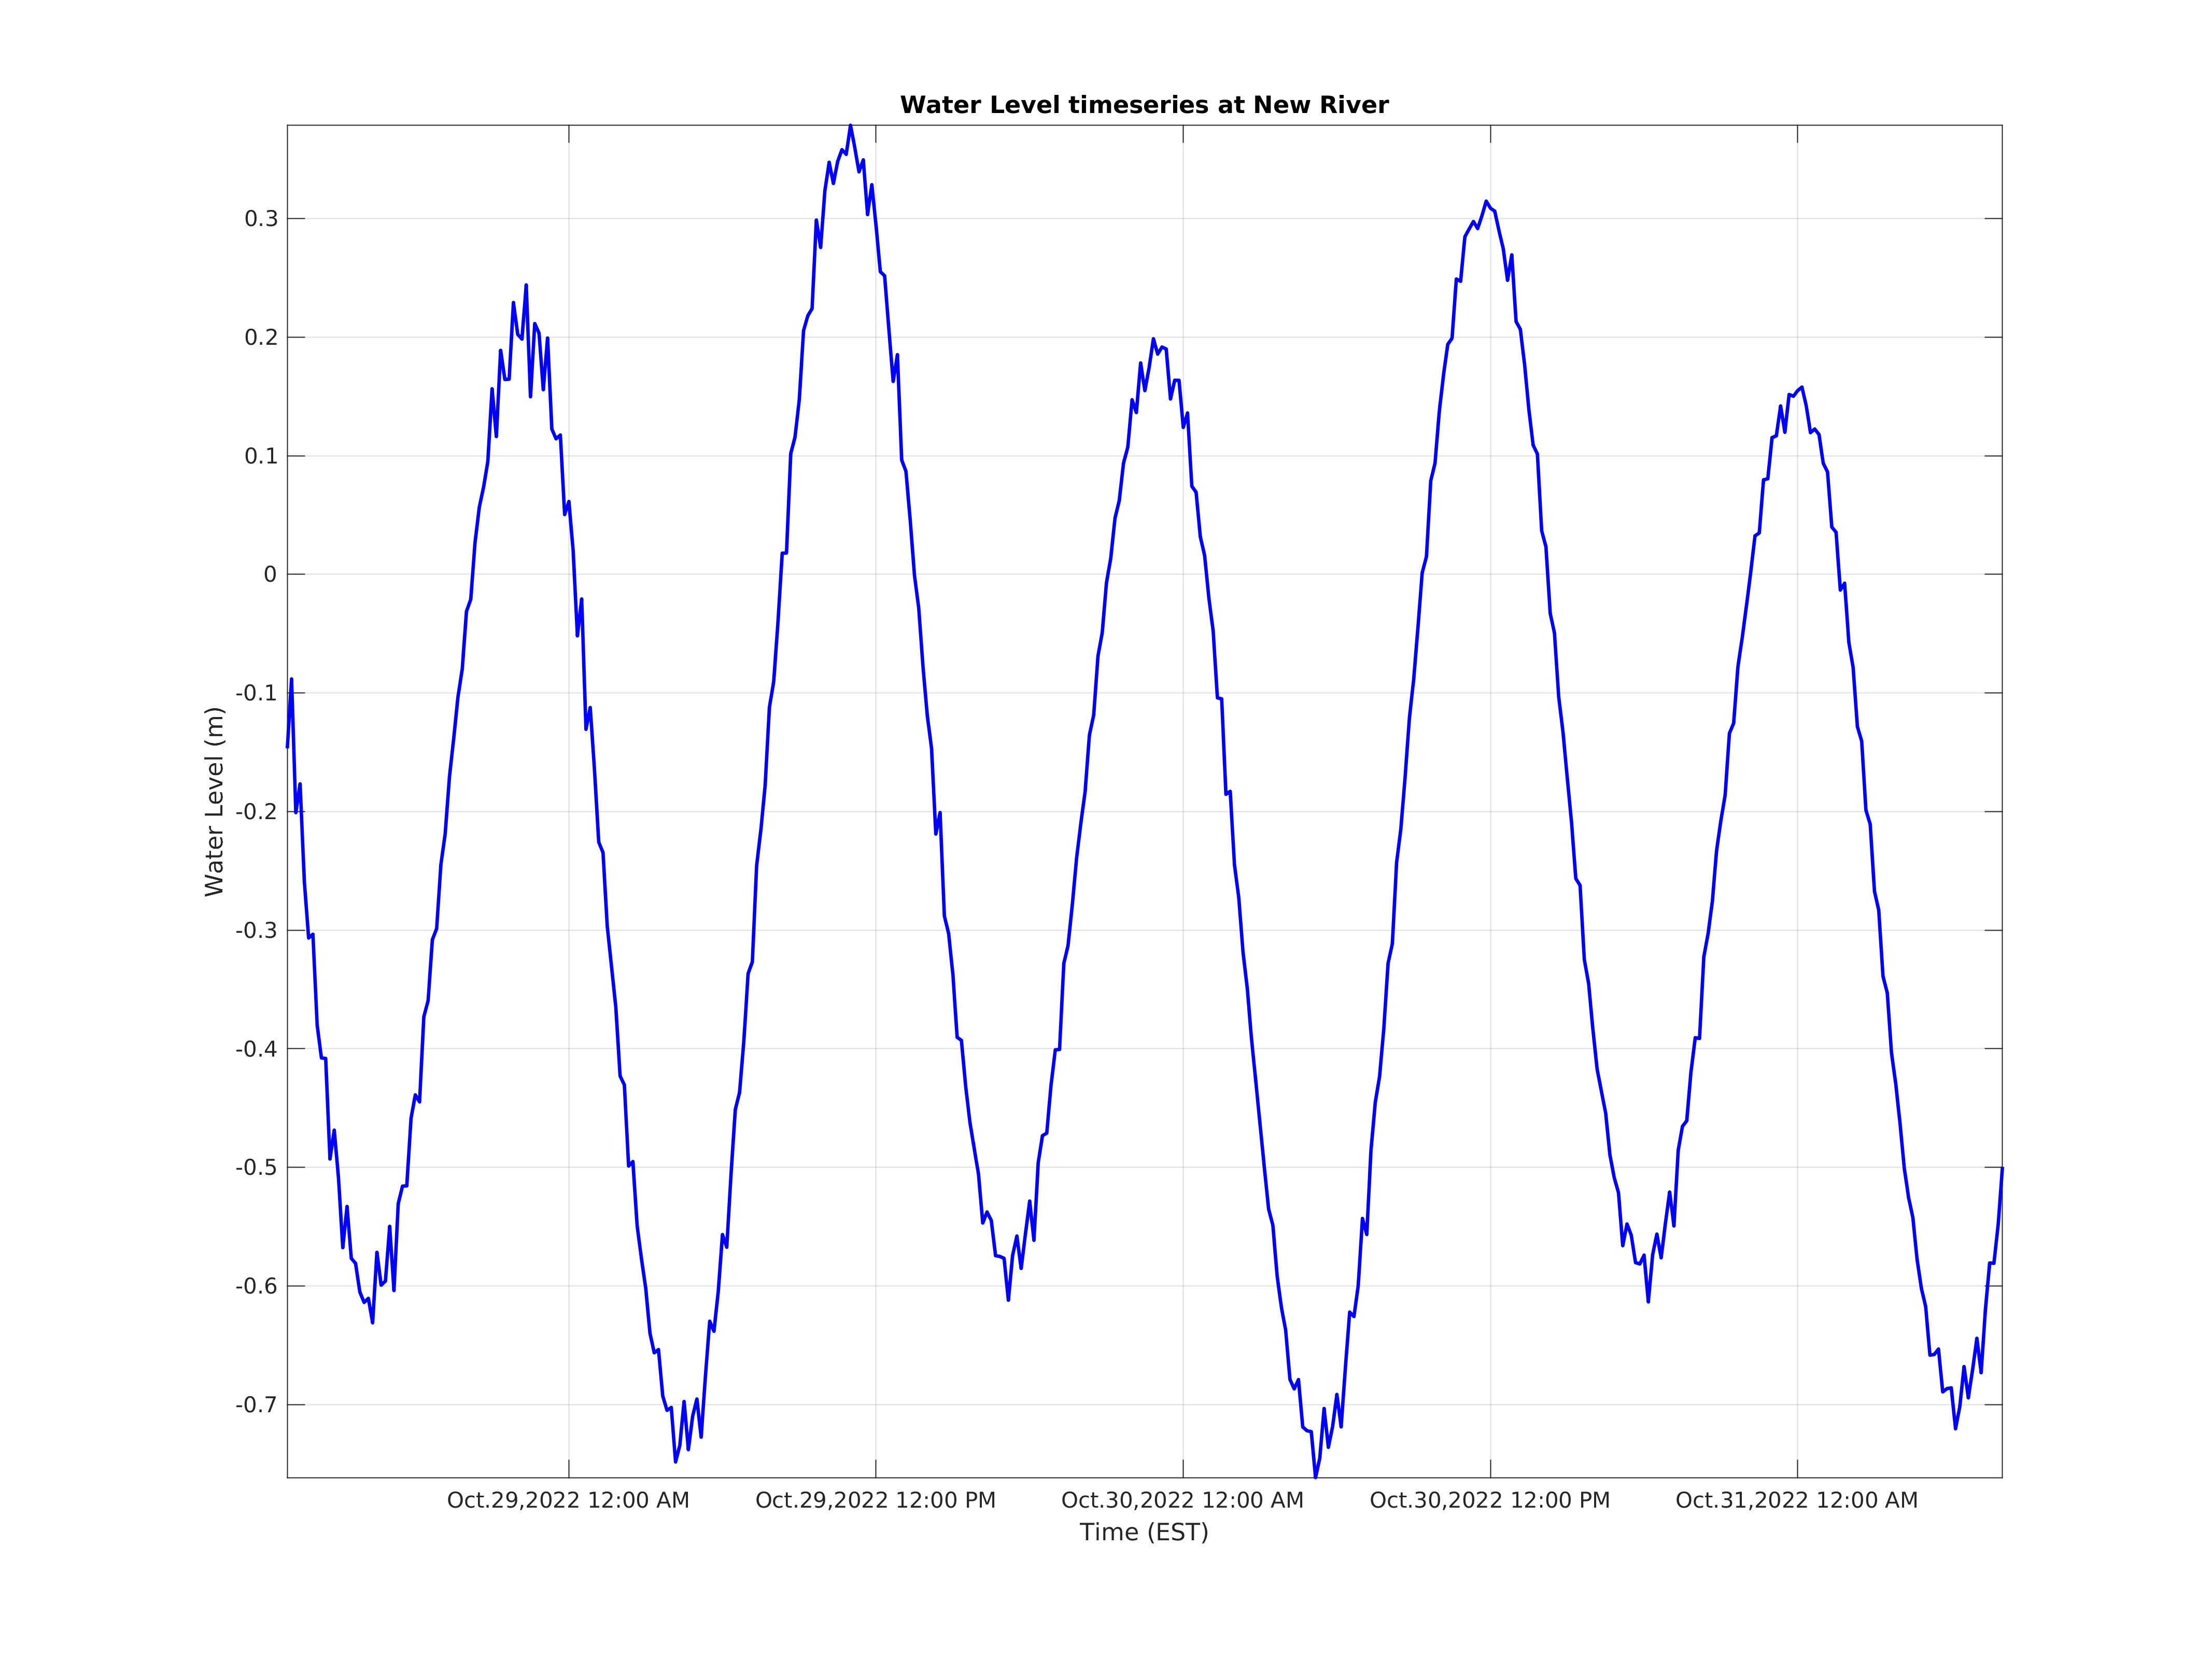 Water Level timeseries at New River
0.3
0.2
0.1
0
-0.1
-0.2
-0.3
-0.4
-0.5
-0.6
-0.7
Water Level (m)
Oct.29,2022 12:00 AM Oct.29,2022 12:00 PM Oct.30,2022 12:00 AM Oct.30,2022 12:00 PM Oct.31,2022 12:00 AM
Time (EST)